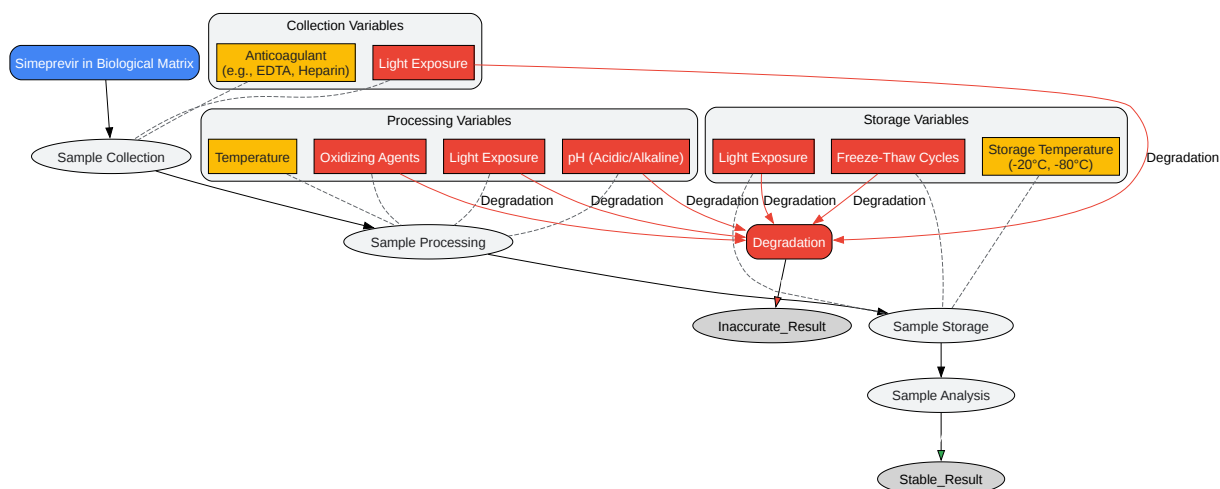 Collection Variables
Simeprevir in Biological Matrix
Anticoagulant
(e.g., EDTA, Heparin)
Light Exposure
Processing Variables
Storage Variables
Sample Collection
Temperature
Oxidizing Agents
Light Exposure
pH (Acidic/Alkaline)
Light Exposure
Freeze-Thaw Cycles
Storage Temperature
(-20°C, -80°C)
Degradation
Degradation
Degradation
Degradation
Degradation
Degradation
Sample Processing
Degradation
Inaccurate_Result
Sample Storage
Sample Analysis
Stable_Result